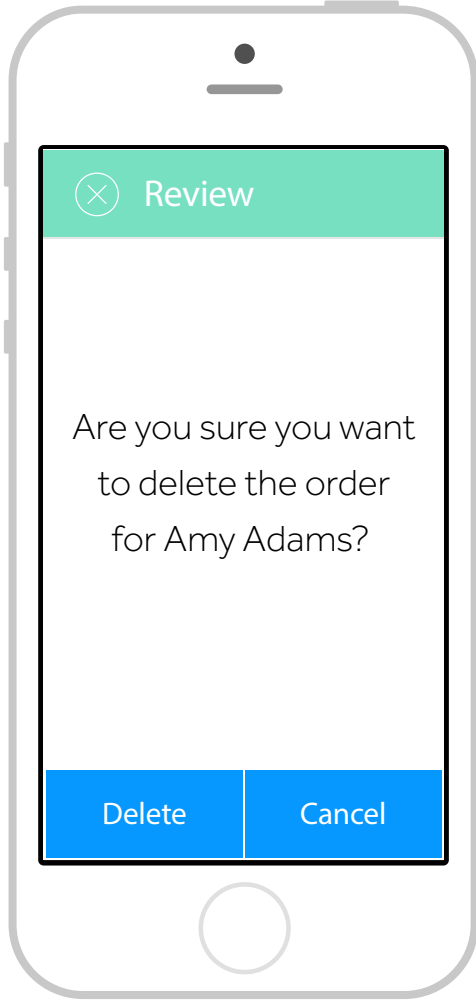 Review
Are you sure you want
to delete the order
for Amy Adams?
Delete
Cancel